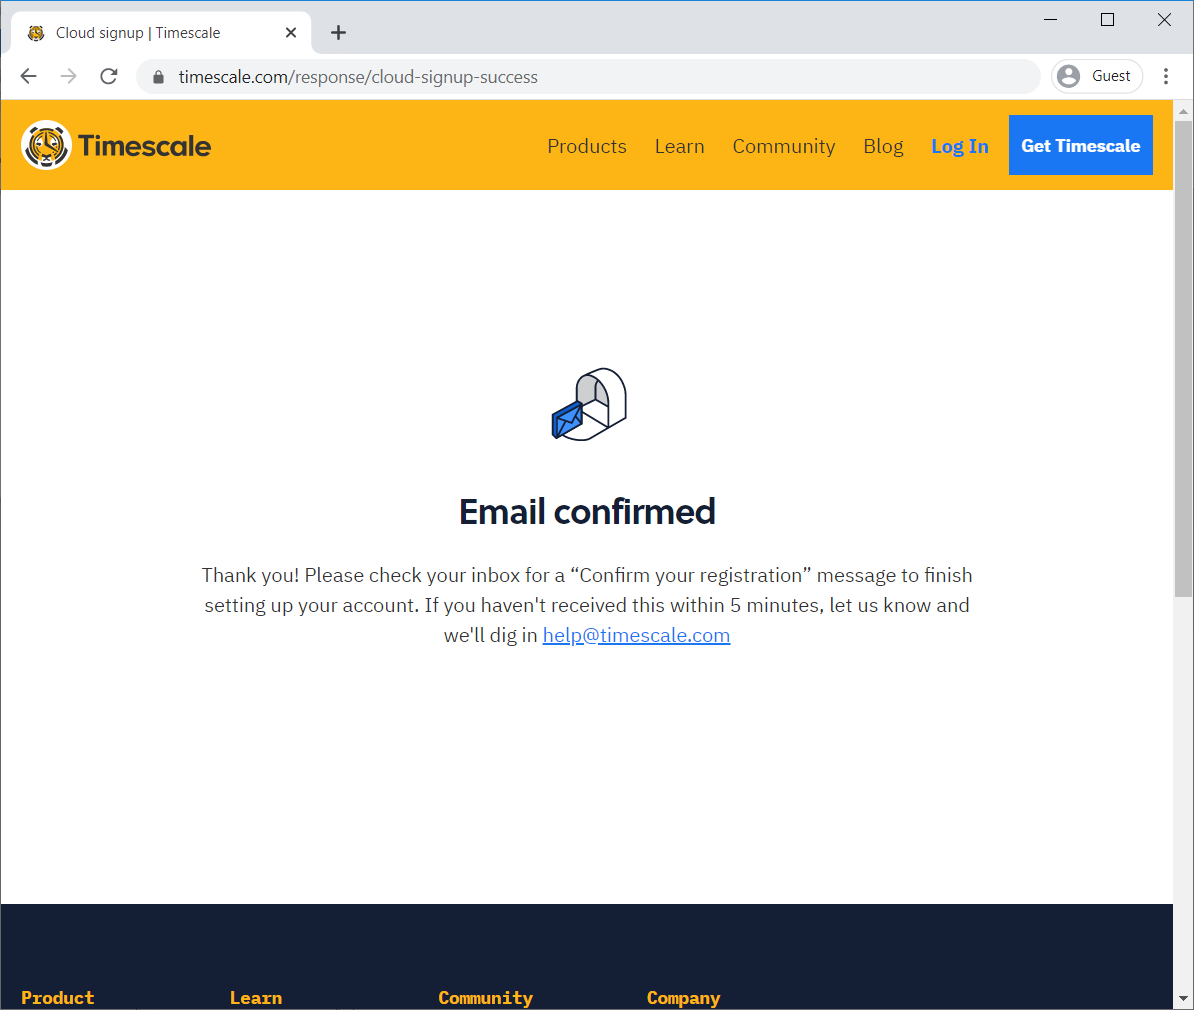 Cloud signup | Timescale
timescale.com/response/cloud-signup-success
Guest
Timescale
Products
Learn
Community
Blog
Log In
Get Timescale
Email confirmed
Thank you! Please check your inbox for a “Confirm your registration” message to finish
setting up your account. If you haven't received this within 5 minutes, let us know and
we'll dig in help@timescale.com
Product
Learn
Community
Company